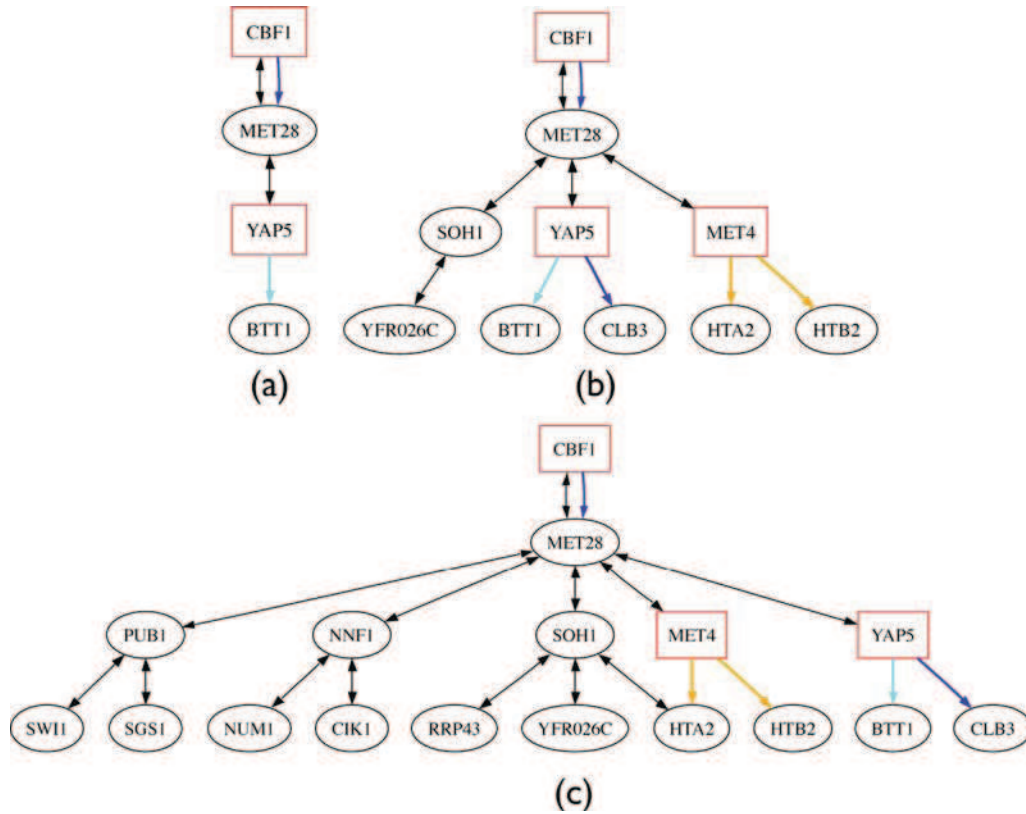 CBF1
MET28
YAP5
BTT1
(a)
CBF1
MET28
SOH1 YAP5 MET4
YFR026C BTT1 CLB3 HTA2 HTB2
(b)
CBF1
MET28
PUB1 NNF1 SOH1 MET4 YAP5
SWI1 SGS1 NUM1 CIK1 RRP43 YFR026C HTA2 HTB2 BTT1 CLB3
(c)